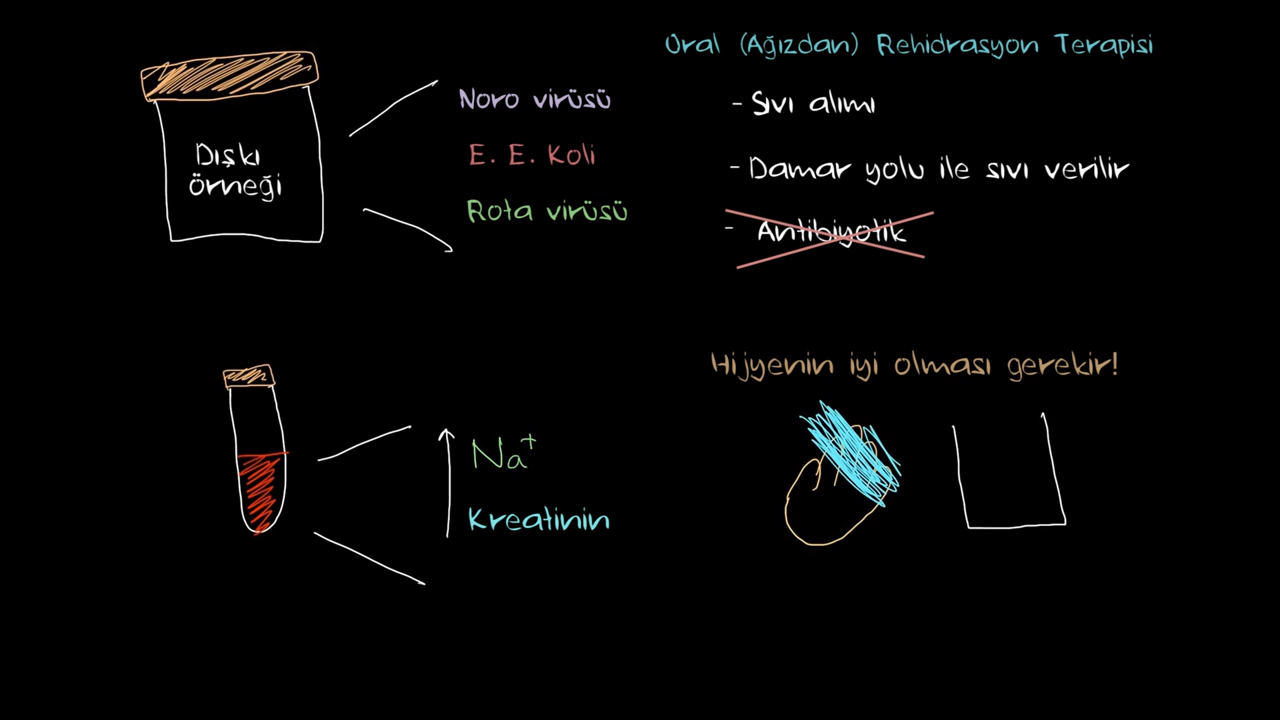 Dışkı
örneği
Noro virüsü
E. E. Koli
Rota virüsü
Oral (Ağızdan) Rehidrasyon Terapisi
- Sıvı alımı
- Damar yolu ile sıvı verilir
- Antibiyotik
Na⁺
Kreatinin
Hijyenin iyi olması gerekir!